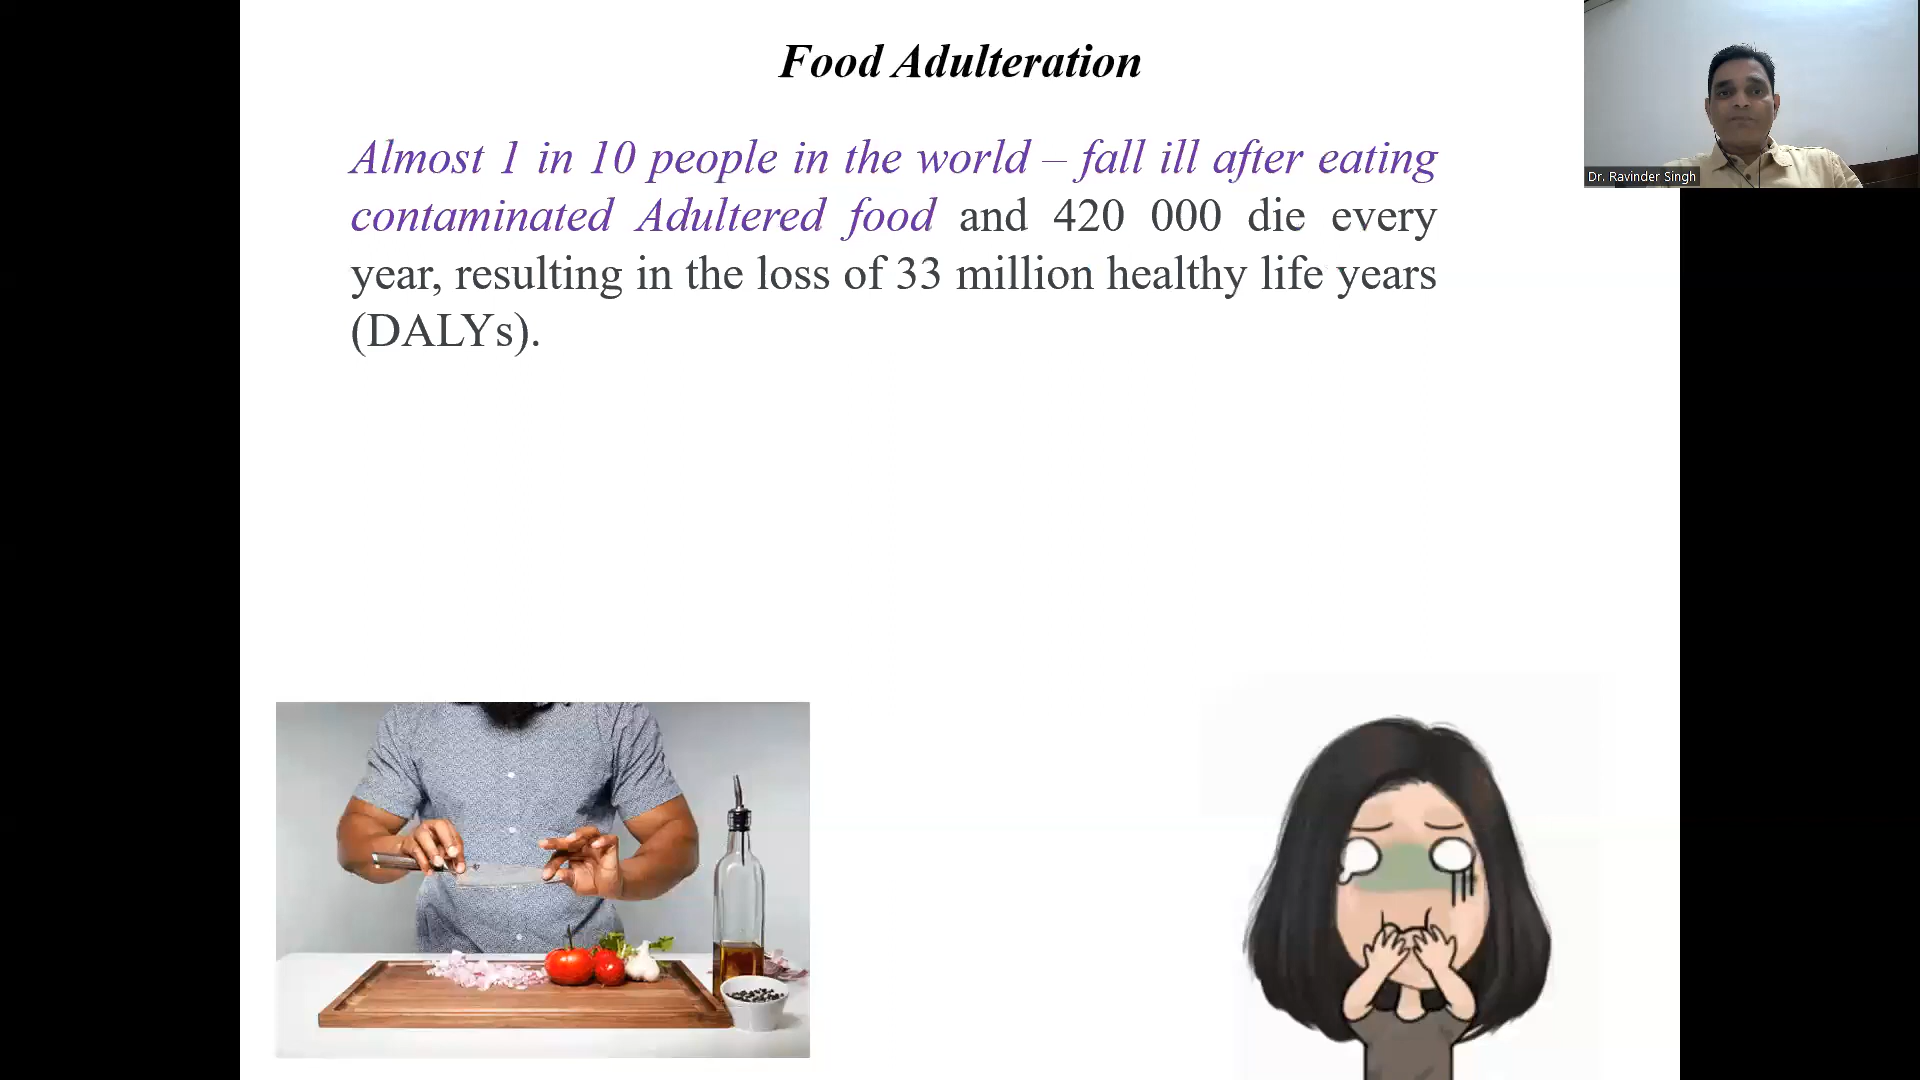 Food Adulteration
Almost 1 in 10 people in the world – fall ill after eating
contaminated Adultered food and 420 000 die every
year, resulting in the loss of 33 million healthy life years
(DALYs).
Dr. Ravinder Singh